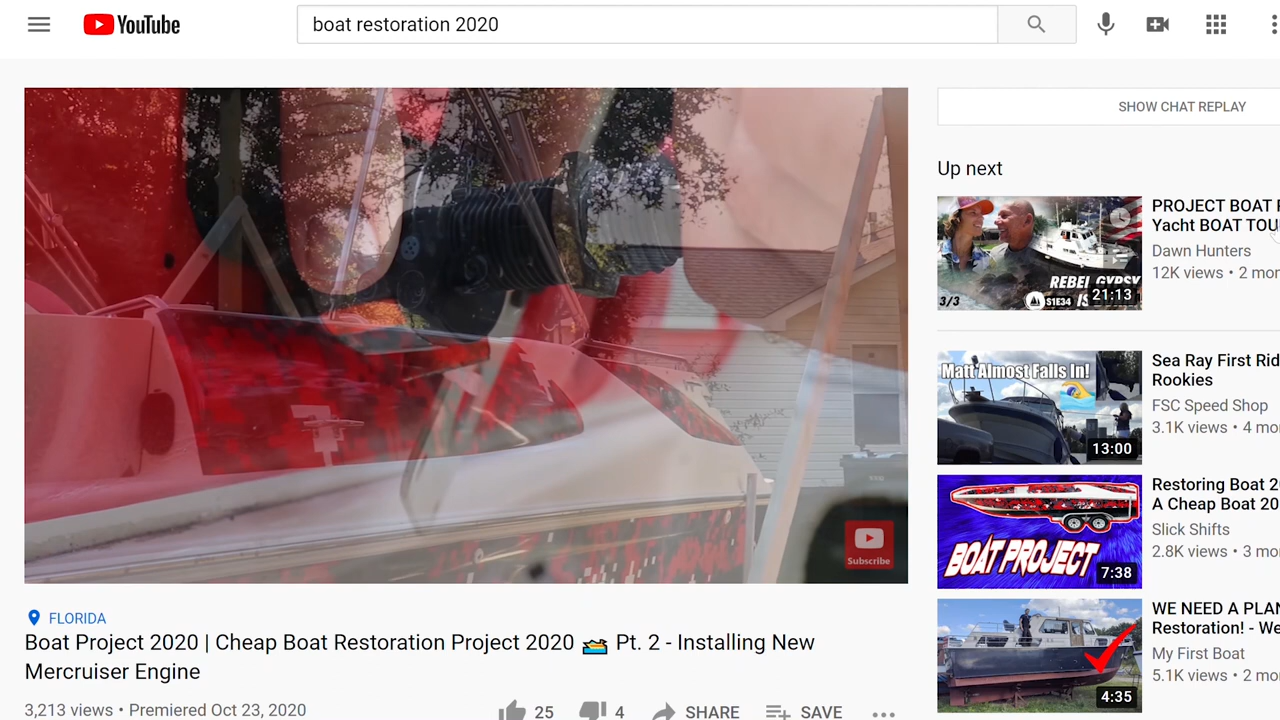 YouTube
boat restoration 2020
SHOW CHAT REPLAY
Up next
REBEL GYPSY
3/3
S1E34
21:13
PROJECT BOAT
Yacht BOAT TOU
Dawn Hunters
12K views • 2 mo
Matt Almost Falls In!
13:00
Sea Ray First Rid
Rookies
FSC Speed Shop
3.1K views • 4 mo
BOAT PROJECT
7:38
Restoring Boat 2
A Cheap Boat 20
Slick Shifts
2.8K views • 3 mo
4:35
WE NEED A PLAN
Restoration! - We
My First Boat
5.1K views • 2 mo
Subscribe
FLORIDA
Boat Project 2020 | Cheap Boat Restoration Project 2020 🚤 Pt. 2 - Installing New
Mercruiser Engine
3,213 views • Premiered Oct 23, 2020
25
4
SHARE
SAVE